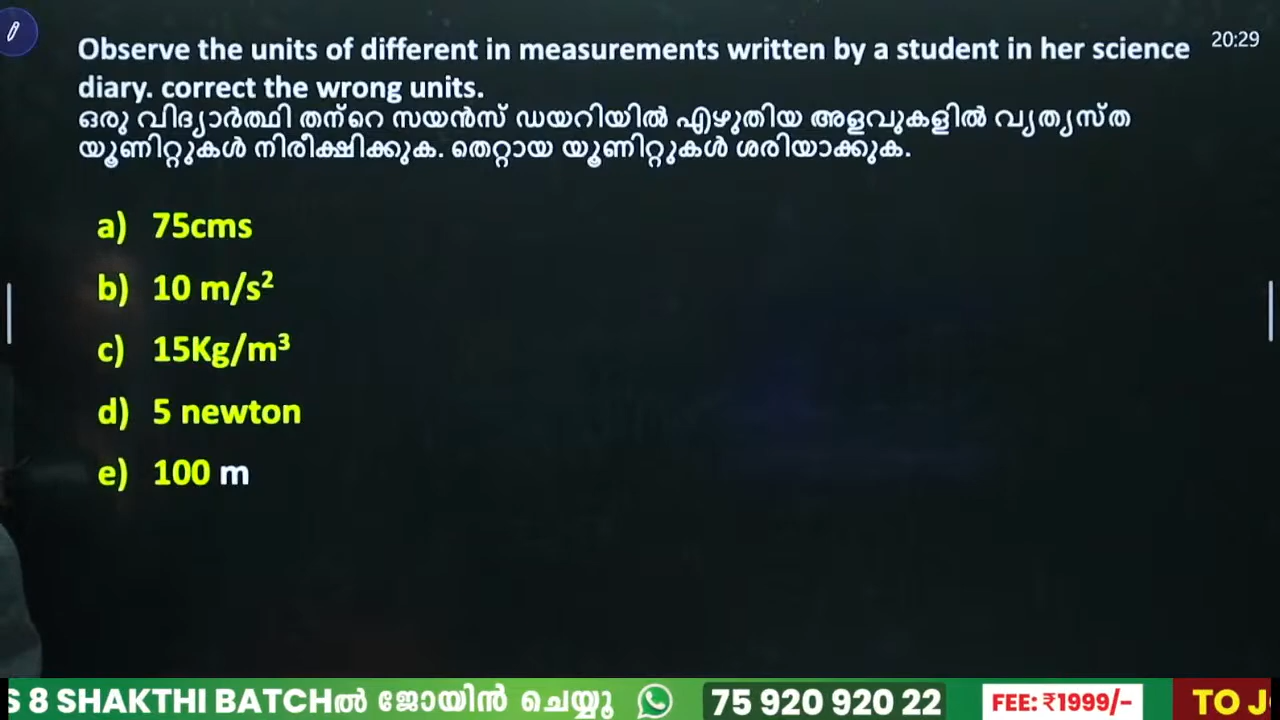 20:29
Observe the units of different in measurements written by a student in her science
diary. correct the wrong units.
ഒരു വിദ്യാർത്ഥി തന്റെ സയൻസ് ഡയറിയിൽ എഴുതിയ അളവുകളിൽ വ്യത്യസ്ത
യൂണിറ്റുകൾ നിരീക്ഷിക്കുക. തെറ്റായ യൂണിറ്റുകൾ ശരിയാക്കുക.
a) 75cms
b) 10 m/s²
c) 15Kg/m³
d) 5 newton
e) 100 m
S 8 SHAKTHI BATCHൽ ജോയിൻ ചെയ്യൂ 75 920 920 22 FEE: ₹1999/- TO J